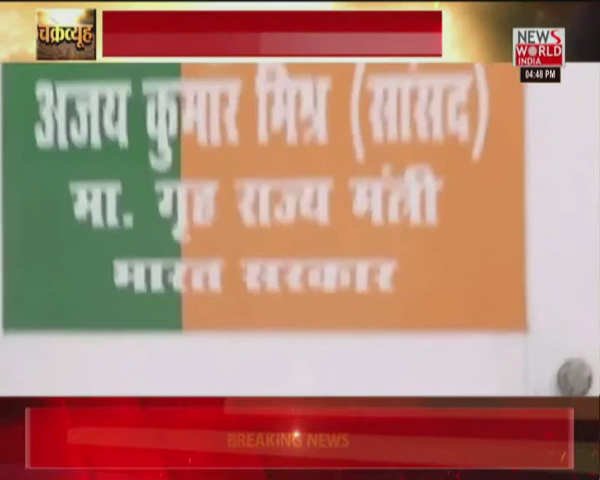 चक्रव्यूह
NEWS
WORLD
INDIA
04:48 PM
अजय कुमार मिश्र (सांसद)
मा. गृह राज्य मंत्री
भारत सरकार
BREAKING NEWS